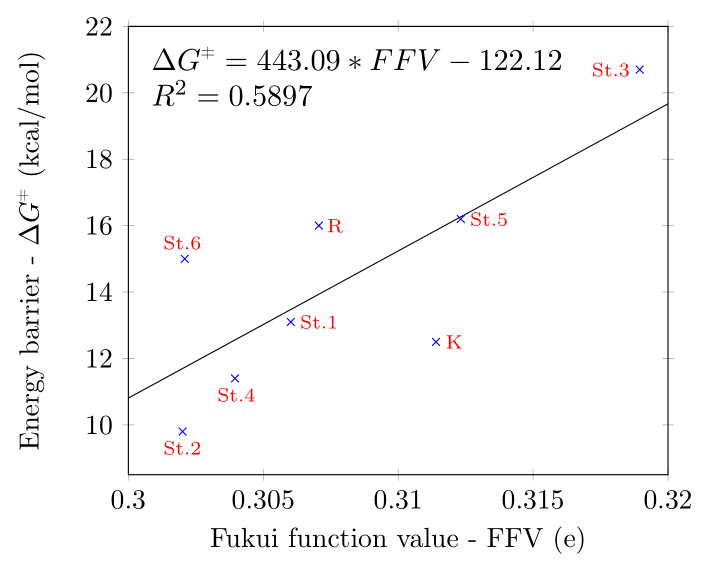 ΔG‡ = 443.09 ∗ FFV − 122.12
R² = 0.5897
22
20
18
16
14
12
10
Energy barrier - ΔG‡ (kcal/mol)
St.3
St.5
R
St.6
St.1
K
St.4
St.2
0.3 0.305 0.31 0.315 0.32
Fukui function value - FFV (e)